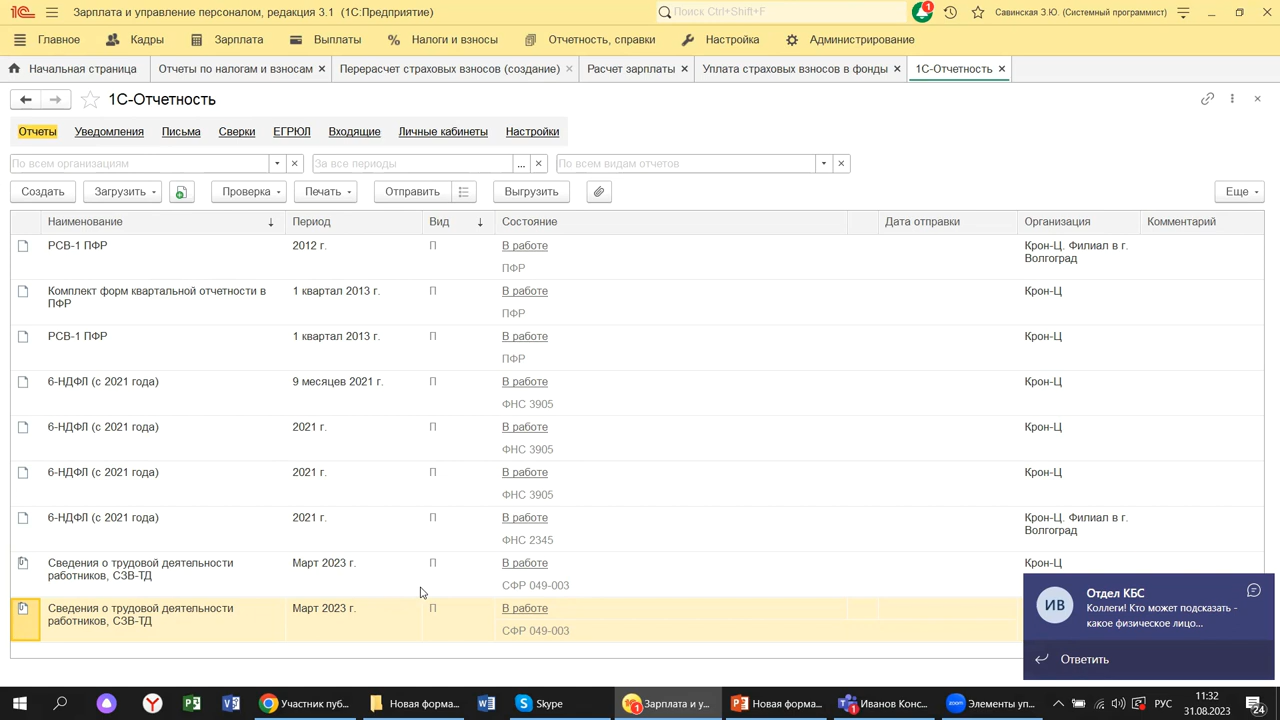 Зарплата и управление персоналом, редакция 3.1 (1С:Предприятие)
Поиск Ctrl+Shift+F
1
Савинская З.Ю. (Системный программист)
Главное
Кадры
Зарплата
Выплаты
Налоги и взносы
Отчетность, справки
Настройка
Администрирование
Начальная страница
Отчеты по налогам и взносам
Перерасчет страховых взносов (создание)
Расчет зарплаты
Уплата страховых взносов в фонды
1С-Отчетность
1С-Отчетность
Отчеты
Уведомления
Письма
Сверки
ЕГРЮЛ
Входящие
Личные кабинеты
Настройки
По всем организациям
За все периоды
...
По всем видам отчетов
Создать
Загрузить
Проверка
Печать
Отправить
Выгрузить
Еще
Наименование
Период
Вид
Состояние
Дата отправки
Организация
Комментарий
РСВ-1 ПФР
2012 г.
П
В работе
ПФР
Крон-Ц. Филиал в г.
Волгоград
Комплект форм квартальной отчетности в
ПФР
1 квартал 2013 г.
П
В работе
ПФР
Крон-Ц
РСВ-1 ПФР
1 квартал 2013 г.
П
В работе
ПФР
Крон-Ц
6-НДФЛ (с 2021 года)
9 месяцев 2021 г.
П
В работе
ФНС 3905
Крон-Ц
6-НДФЛ (с 2021 года)
2021 г.
П
В работе
ФНС 3905
Крон-Ц
6-НДФЛ (с 2021 года)
2021 г.
П
В работе
ФНС 3905
Крон-Ц
6-НДФЛ (с 2021 года)
2021 г.
П
В работе
ФНС 2345
Крон-Ц. Филиал в г.
Волгоград
Сведения о трудовой деятельности
работников, СЗВ-ТД
Март 2023 г.
П
В работе
СФР 049-003
Крон-Ц
Сведения о трудовой деятельности
работников, СЗВ-ТД
Март 2023 г.
П
В работе
СФР 049-003
ИВ
Отдел КБС
Коллеги! Кто может подсказать -
какое физическое лицо...
Ответить
Участник пуб...
Новая форма...
Skype
Зарплата и у...
Новая форма...
Иванов Конс...
Элементы уп...
РУС
11:32
31.08.2023
24